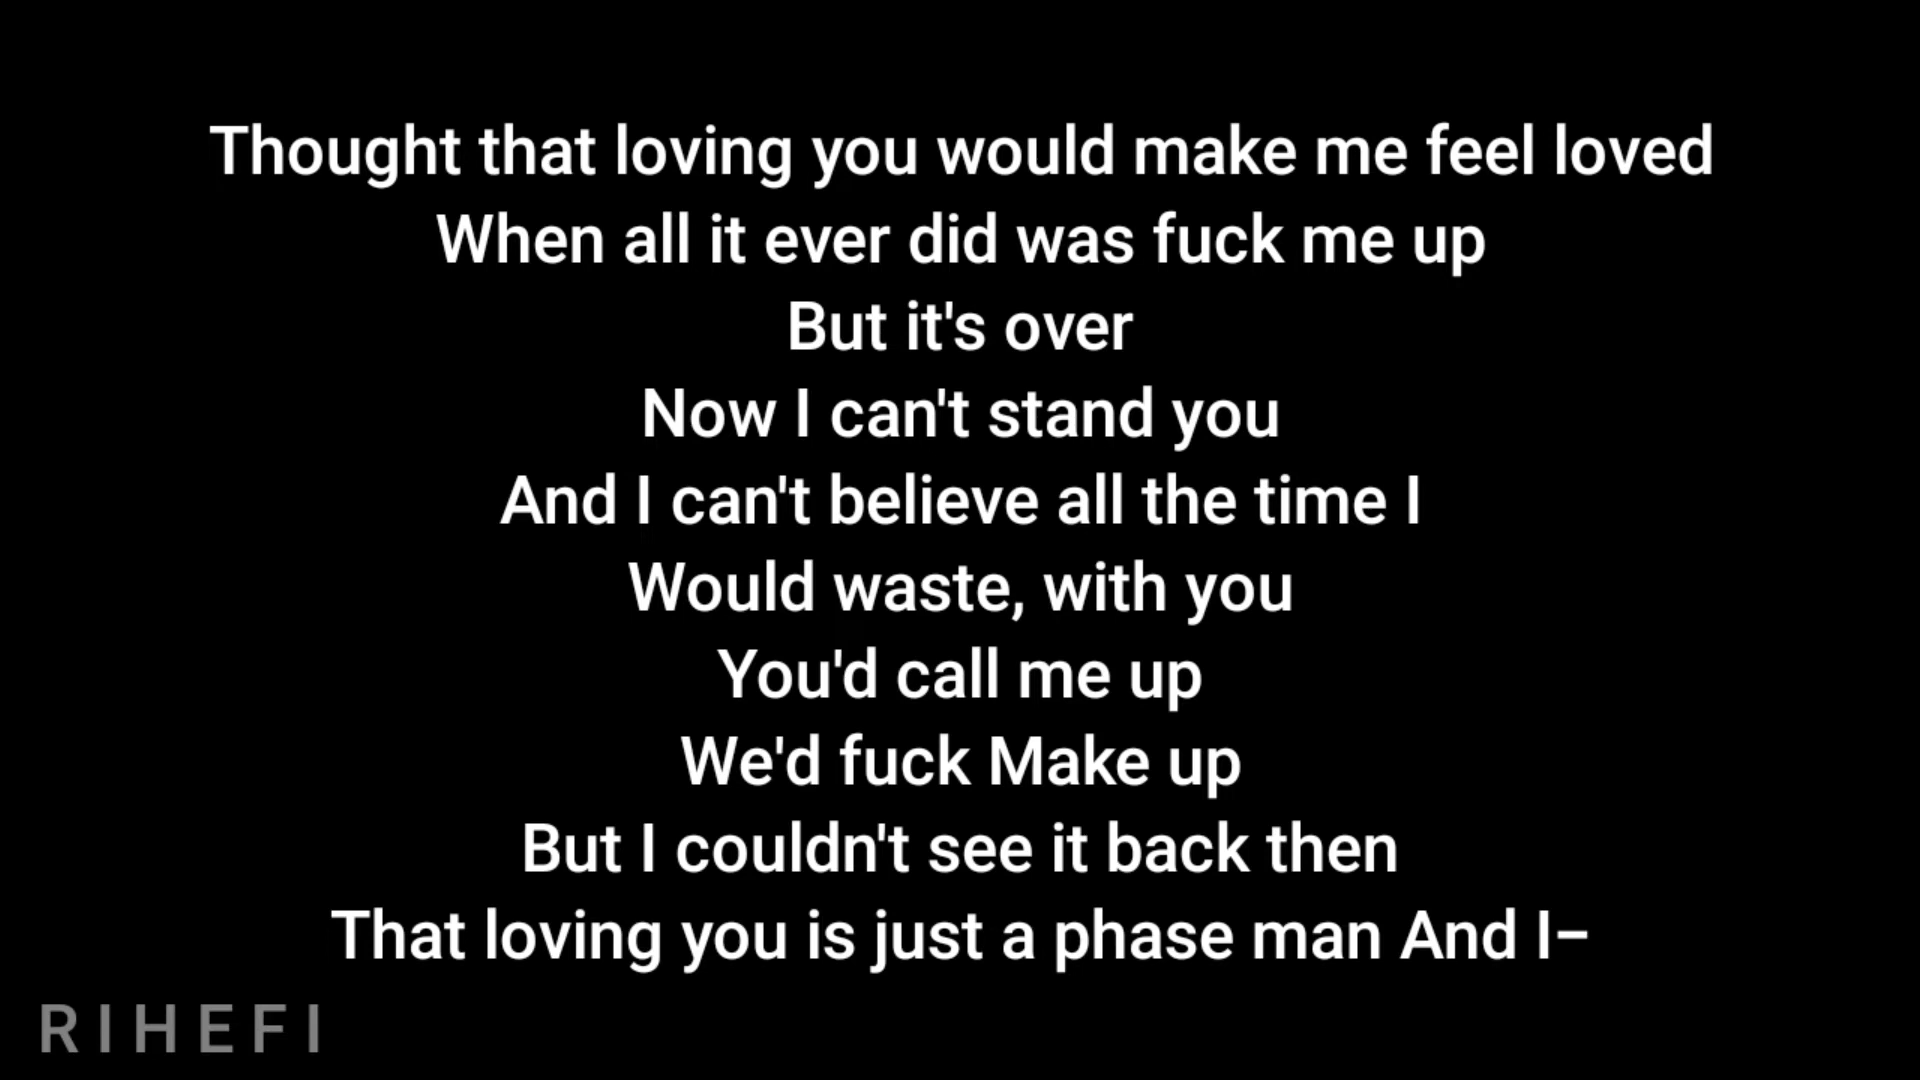 Thought that loving you would make me feel loved
When all it ever did was fuck me up
But it's over
Now I can't stand you
And I can't believe all the time I
Would waste, with you
You'd call me up
We'd fuck Make up
But I couldn't see it back then
That loving you is just a phase man And I–
RIHEFI